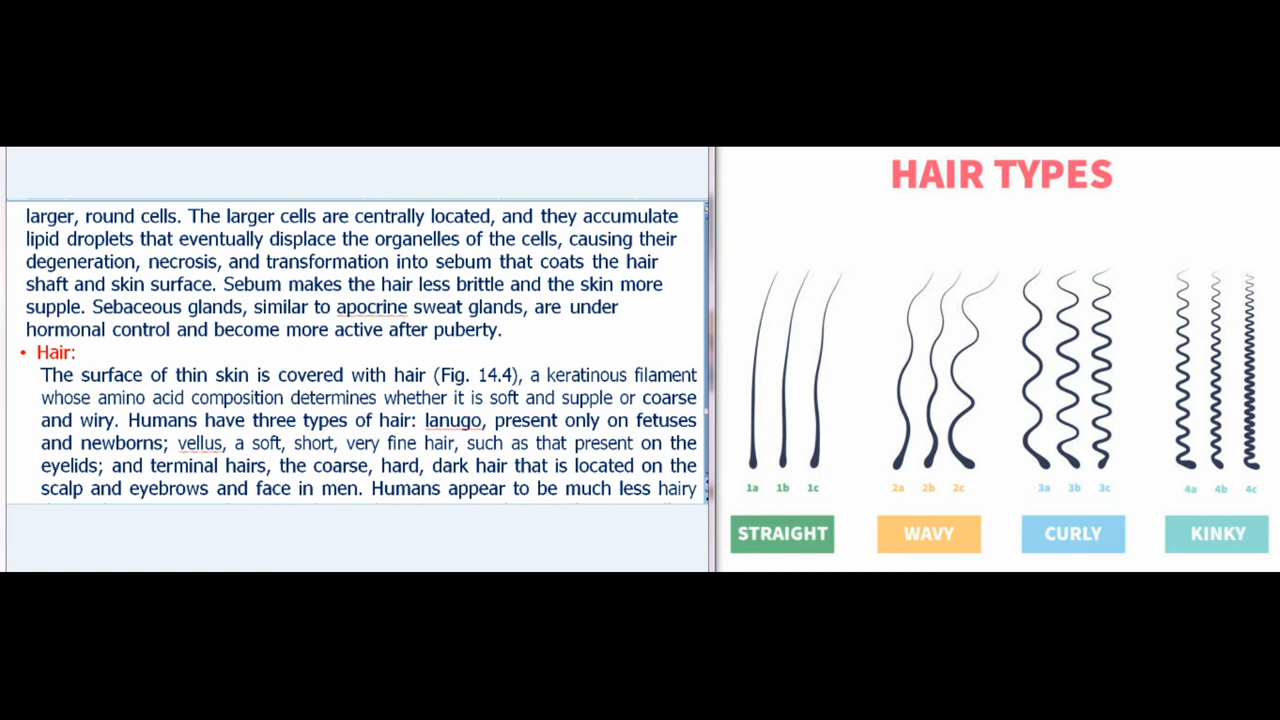 larger, round cells. The larger cells are centrally located, and they accumulate
lipid droplets that eventually displace the organelles of the cells, causing their
degeneration, necrosis, and transformation into sebum that coats the hair
shaft and skin surface. Sebum makes the hair less brittle and the skin more
supple. Sebaceous glands, similar to apocrine sweat glands, are under
hormonal control and become more active after puberty.
• Hair:
The surface of thin skin is covered with hair (Fig. 14.4), a keratinous filament
whose amino acid composition determines whether it is soft and supple or coarse
and wiry. Humans have three types of hair: lanugo, present only on fetuses
and newborns; vellus, a soft, short, very fine hair, such as that present on the
eyelids; and terminal hairs, the coarse, hard, dark hair that is located on the
scalp and eyebrows and face in men. Humans appear to be much less hairy
HAIR TYPES
1a 1b 1c
2a 2b 2c
3a 3b 3c
4a 4b 4c
STRAIGHT
WAVY
CURLY
KINKY